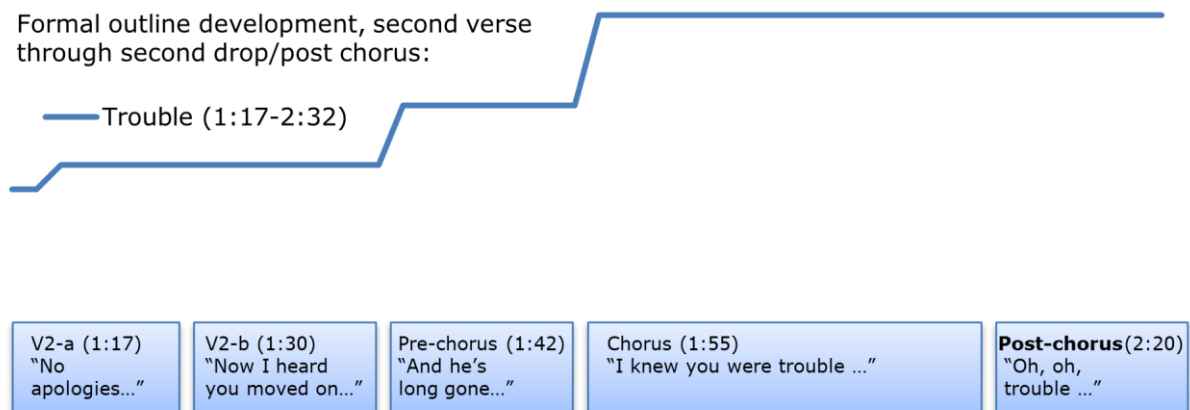 Formal outline development, second verse
through second drop/post chorus:
Trouble (1:17-2:32)
V2-a (1:17)
“No
apologies…”
V2-b (1:30)
“Now I heard
you moved on…”
Pre-chorus (1:42)
“And he’s
long gone…”
Chorus (1:55)
“I knew you were trouble …”
Post-chorus(2:20)
“Oh, oh,
trouble …”